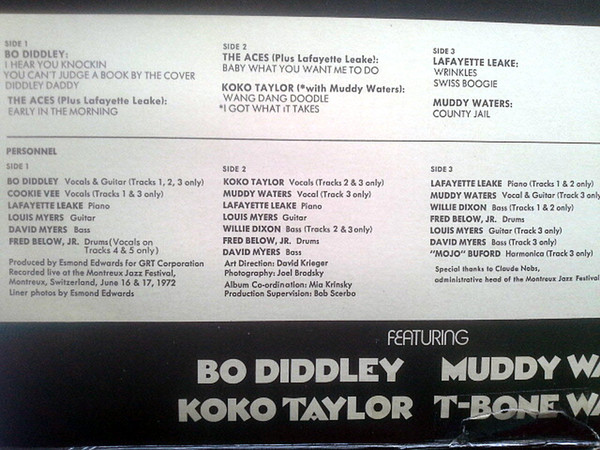 SIDE 1
BO DIDDLEY:
I HEAR YOU KNOCKIN
YOU CAN'T JUDGE A BOOK BY THE COVER
DIDDLEY DADDY
THE ACES (Plus Lafayette Leake):
EARLY IN THE MORNING
SIDE 2
THE ACES (Plus Lafayette Leake):
BABY WHAT YOU WANT ME TO DO
KOKO TAYLOR (*with Muddy Waters):
WANG DANG DOODLE
*I GOT WHAT IT TAKES
SIDE 3
LAFAYETTE LEAKE:
WRINKLES
SWISS BOOGIE
MUDDY WATERS:
COUNTY JAIL
PERSONNEL
SIDE 1
BO DIDDLEY Vocals & Guitar (Tracks 1, 2, 3 only)
COOKIE VEE Vocals (Tracks 1 & 3 only)
LAFAYETTE LEAKE Piano
LOUIS MYERS Guitar
DAVID MYERS Bass
FRED BELOW, JR. Drums (Vocals on
Tracks 4 & 5 only)
Produced by Esmond Edwards for GRT Corporation
Recorded live at the Montreux Jazz Festival,
Montreux, Switzerland, June 16 & 17, 1972
Liner photos by Esmond Edwards
SIDE 2
KOKO TAYLOR Vocals (Tracks 2 & 3 only)
MUDDY WATERS Vocal (Track 3 only)
LAFAYETTE LEAKE Piano
LOUIS MYERS Guitar
WILLIE DIXON Bass (Tracks 2 & 3 only)
FRED BELOW, JR. Drums
DAVID MYERS Bass
Art Direction: David Krieger
Photography: Joel Brodsky
Album Co-ordination: Mia Krinsky
Production Supervision: Bob Scerbo
SIDE 3
LAFAYETTE LEAKE Piano (Tracks 1 & 2 only)
MUDDY WATERS Vocal & Guitar (Track 3 only
WILLIE DIXON Bass (Tracks 1 & 2 only)
FRED BELOW, JR. Drums
LOUIS MYERS Guitar (Track 3 only)
DAVID MYERS Bass (Track 3 only)
"MOJO" BUFORD Harmonica (Track 3 only)
Special thanks to Claude Nobs,
administrative head of the Montreux Jazz Festival
FEATURING
BO DIDDLEY MUDDY WA
KOKO TAYLOR T-BONE WA